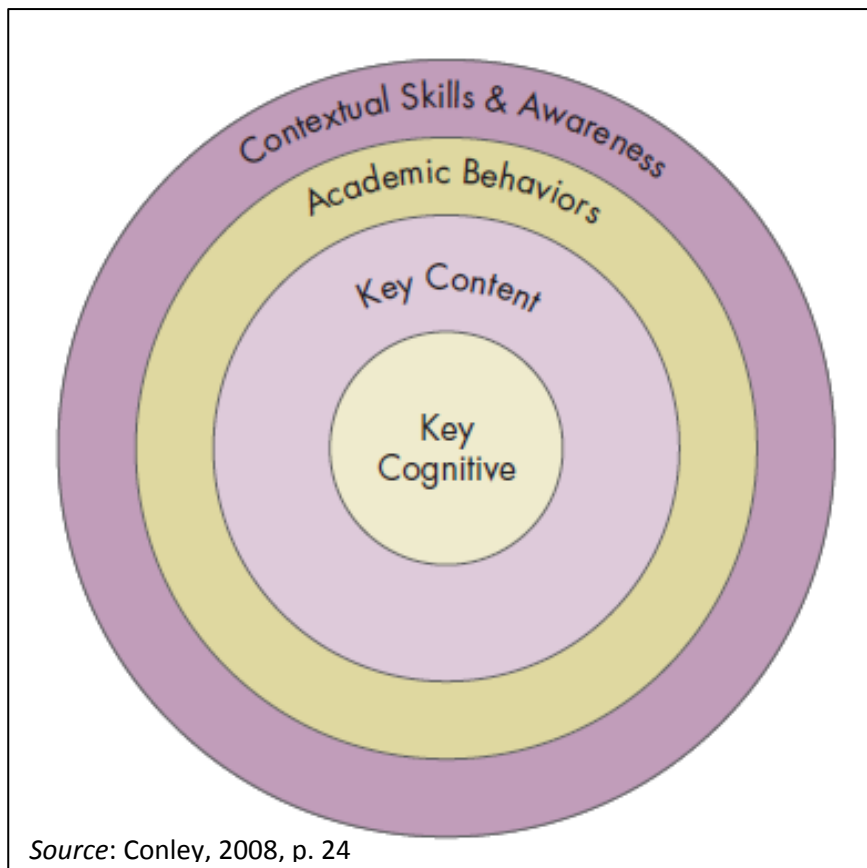 Contextual Skills & Awareness
Academic Behaviors
Key Content
Key
Cognitive
Source: Conley, 2008, p. 24